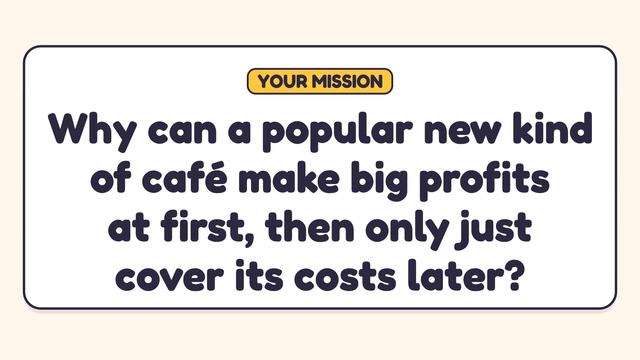 YOUR MISSION
Why can a popular new kind
of café make big profits
at first, then only just
cover its costs later?